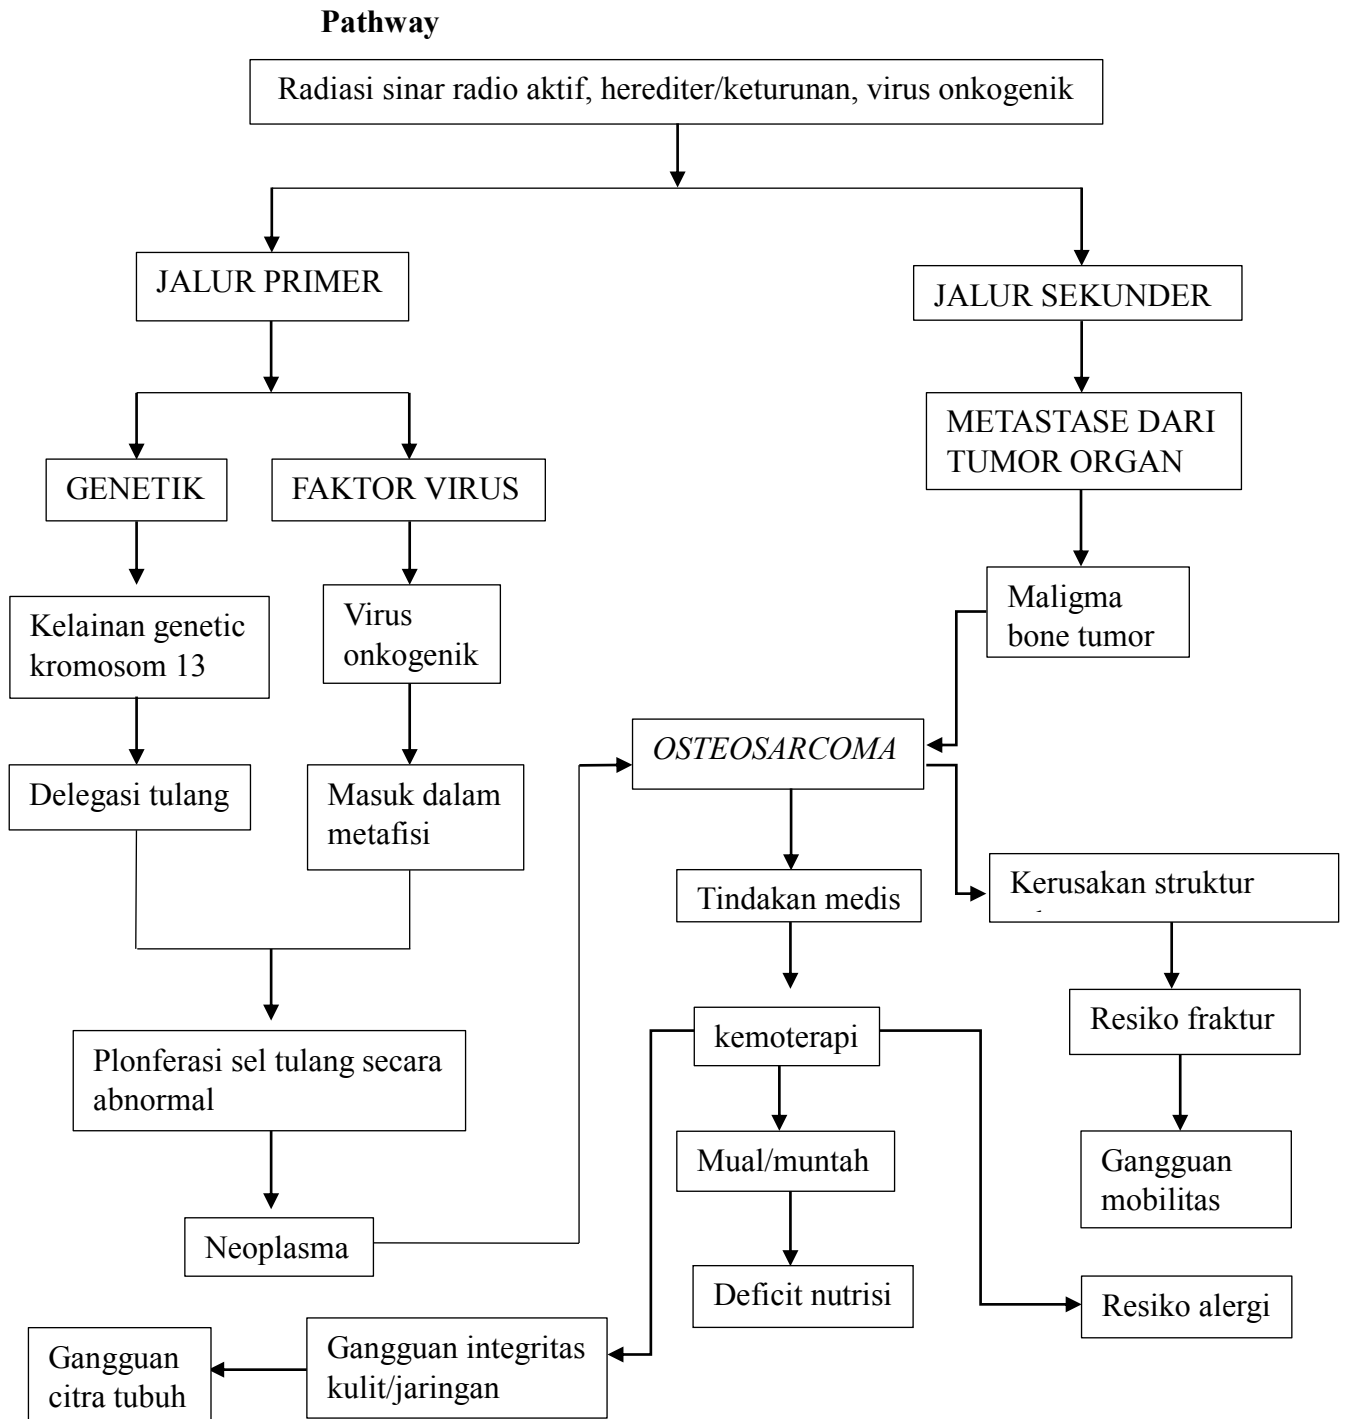 Pathway
Radiasi sinar radio aktif, herediter/keturunan, virus onkogenik
JALUR PRIMER
JALUR SEKUNDER
GENETIK
FAKTOR VIRUS
METASTASE DARI
TUMOR ORGAN
Kelainan genetic
kromosom 13
Virus
onkogenik
Maligma
bone tumor
Delegasi tulang
Masuk dalam
metafisi
OSTEOSARCOMA
Tindakan medis
Kerusakan struktur
Plonferasi sel tulang secara
abnormal
kemoterapi
Resiko fraktur
Neoplasma
Mual/muntah
Gangguan
mobilitas
Deficit nutrisi
Resiko alergi
Gangguan integritas
kulit/jaringan
Gangguan
citra tubuh